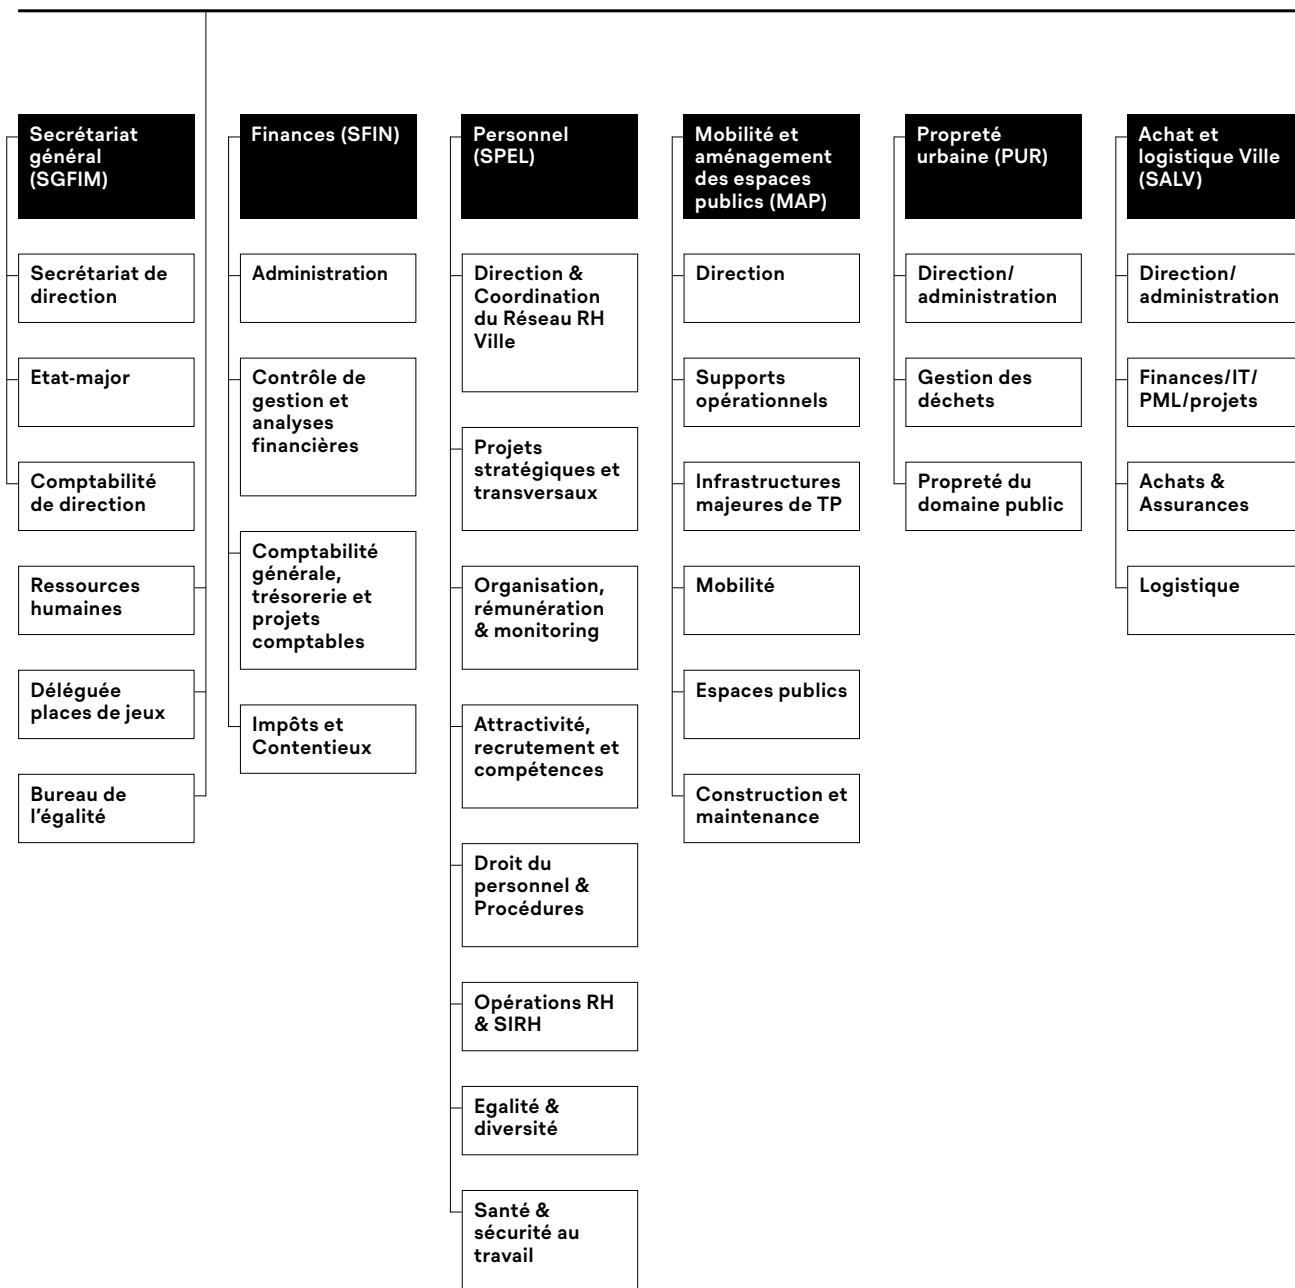 Secrétariat
général
(SGFIM)
Secrétariat de
direction
Etat-major
Comptabilité
de direction
Ressources
humaines
Déléguée
places de jeux
Bureau de
l'égalité
Finances (SFIN)
Administration
Contrôle de
gestion et
analyses
financières
Comptabilité
générale,
trésorerie et
projets
comptables
Impôts et
Contentieux
Personnel
(SPEL)
Direction &
Coordination
du Réseau RH
Ville
Projets
stratégiques et
transversaux
Organisation,
rémunération
& monitoring
Attractivité,
recrutement et
compétences
Droit du
personnel &
Procédures
Opérations RH
& SIRH
Egalité &
diversité
Santé &
sécurité au
travail
Mobilité et
aménagement
des espaces
publics (MAP)
Direction
Supports
opérationnels
Infrastructures
majeures de TP
Mobilité
Espaces publics
Construction et
maintenance
Propreté
urbaine (PUR)
Direction/
administration
Gestion des
déchets
Propreté du
domaine public
Achat et
logistique Ville
(SALV)
Direction/
administration
Finances/IT/
PML/projets
Achats &
Assurances
Logistique